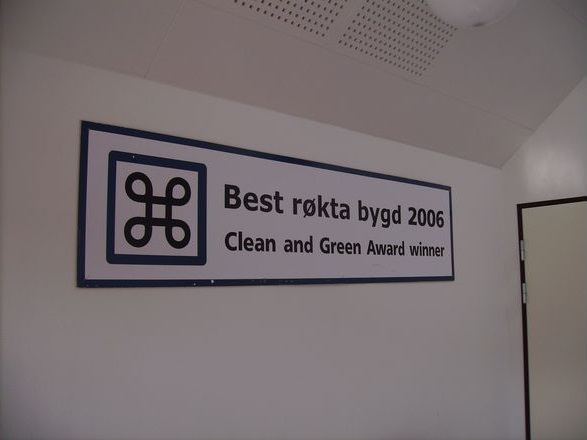 Best røkta bygd 2006
Clean and Green Award winner